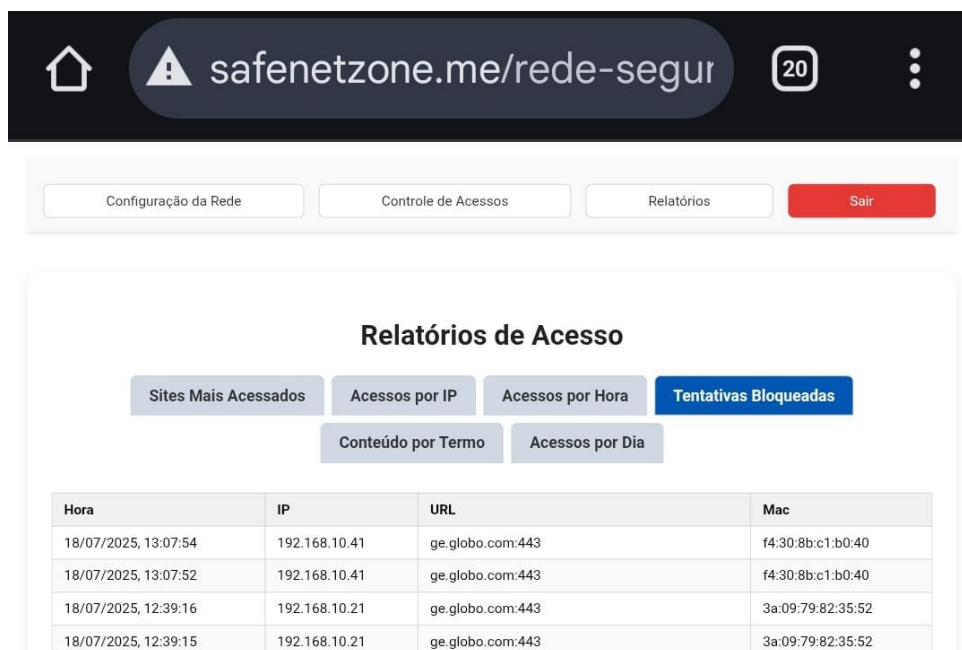 safenetzone.me/rede-segur 20
Configuração da Rede Controle de Acessos Relatórios Sair
Relatórios de Acesso
Sites Mais Acessados Acessos por IP Acessos por Hora Tentativas Bloqueadas
Conteúdo por Termo Acessos por Dia
Hora IP URL Mac
18/07/2025, 13:07:54 192.168.10.41 ge.globo.com:443 f4:30:8b:c1:b0:40
18/07/2025, 13:07:52 192.168.10.41 ge.globo.com:443 f4:30:8b:c1:b0:40
18/07/2025, 12:39:16 192.168.10.21 ge.globo.com:443 3a:09:79:82:35:52
18/07/2025, 12:39:15 192.168.10.21 ge.globo.com:443 3a:09:79:82:35:52